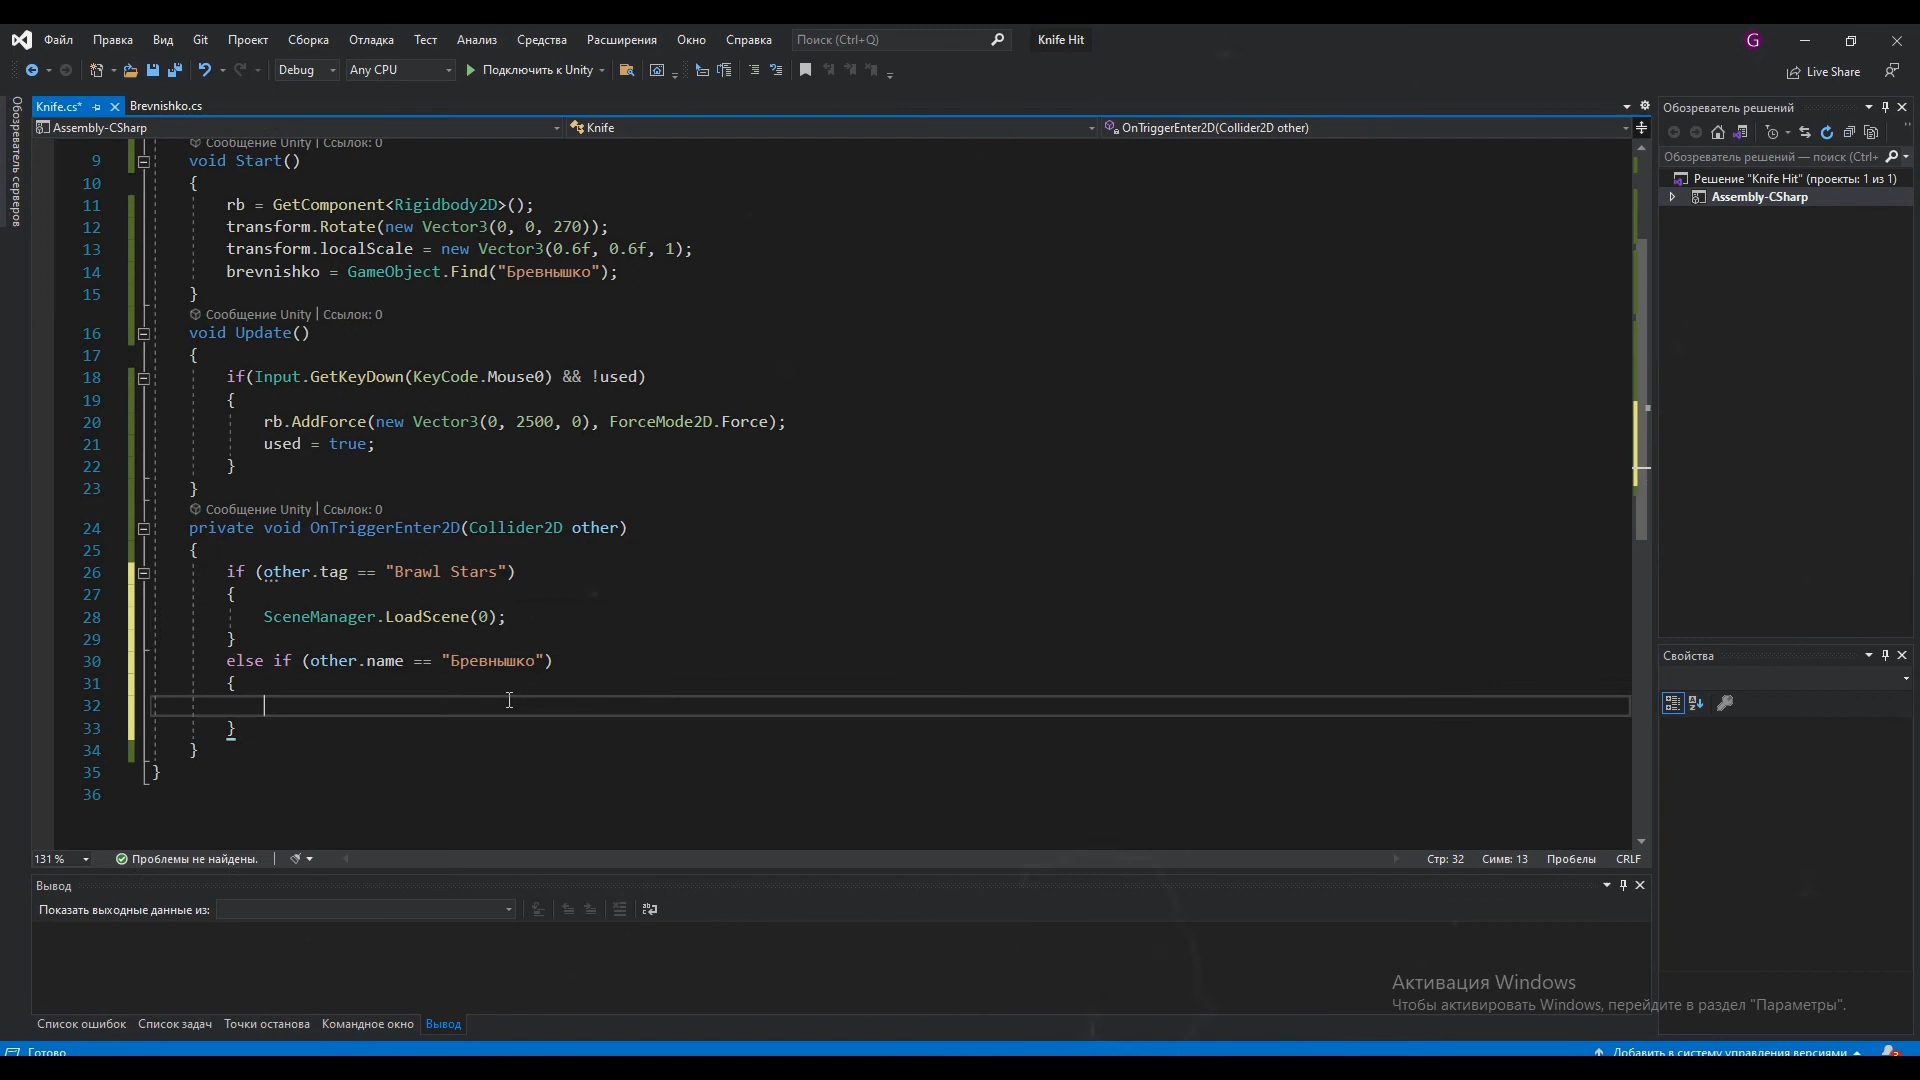 Файл Правка Вид Git Проект Сборка Отладка Тест Анализ Средства Расширения Окно Справка Поиск (Ctrl+Q) Knife Hit G
Debug Any CPU Подключить к Unity Live Share
Обозреватель серверов
Knife.cs* Brevnishko.cs
Assembly-CSharp Knife OnTriggerEnter2D(Collider2D other)
Сообщение Unity | Ссылок: 0
9 void Start()
10 {
11 rb = GetComponent<Rigidbody2D>();
12 transform.Rotate(new Vector3(0, 0, 270));
13 transform.localScale = new Vector3(0.6f, 0.6f, 1);
14 brevnishko = GameObject.Find("Бревнышко");
15 }
Сообщение Unity | Ссылок: 0
16 void Update()
17 {
18 if(Input.GetKeyDown(KeyCode.Mouse0) && !used)
19 {
20 rb.AddForce(new Vector3(0, 2500, 0), ForceMode2D.Force);
21 used = true;
22 }
23 }
Сообщение Unity | Ссылок: 0
24 private void OnTriggerEnter2D(Collider2D other)
25 {
26 if (other.tag == "Brawl Stars")
27 {
28 SceneManager.LoadScene(0);
29 }
30 else if (other.name == "Бревнышко")
31 {
32
33 }
34 }
35 }
36
131 % Проблемы не найдены. Стр: 32 Симв: 13 Пробелы CRLF
Вывод
Показать выходные данные из:
Список ошибок Список задач Точки останова Командное окно Вывод
Обозреватель решений
Обозреватель решений — поиск (Ctrl+
Решение "Knife Hit" (проекты: 1 из 1)
Assembly-CSharp
Свойства
Активация Windows
Чтобы активировать Windows, перейдите в раздел "Параметры".
Готово Добавить в систему управления версиями